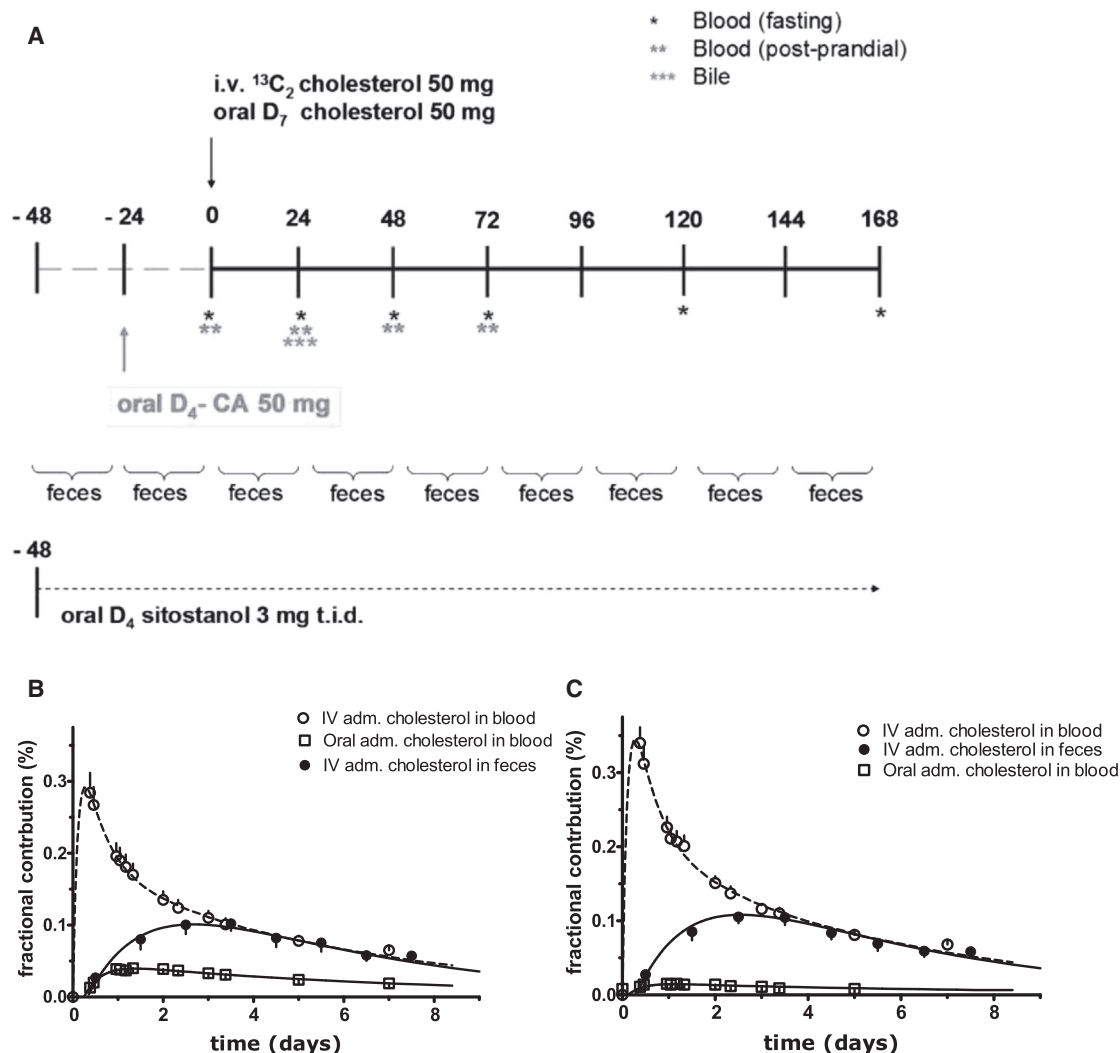 A
* Blood (fasting)
** Blood (post-prandial)
*** Bile
i.v. ¹³C₂ cholesterol 50 mg
oral D₇ cholesterol 50 mg
- 48 - 24 0 24 48 72 96 120 144 168
* * * * * *
** ** ** **
***
oral D₄- CA 50 mg
feces feces feces feces feces feces feces feces feces
- 48
oral D₄ sitostanol 3 mg t.i.d.
B
IV adm. cholesterol in blood
Oral adm. cholesterol in blood
IV adm. cholesterol in feces
fractional contrbution (%)
0.3
0.2
0.1
0.0
0 2 4 6 8
time (days)
C
IV adm. cholesterol in blood
IV adm. cholesterol in feces
Oral adm. cholesterol in blood
fractional contribution (%)
0.3
0.2
0.1
0.0
0 2 4 6 8
time (days)